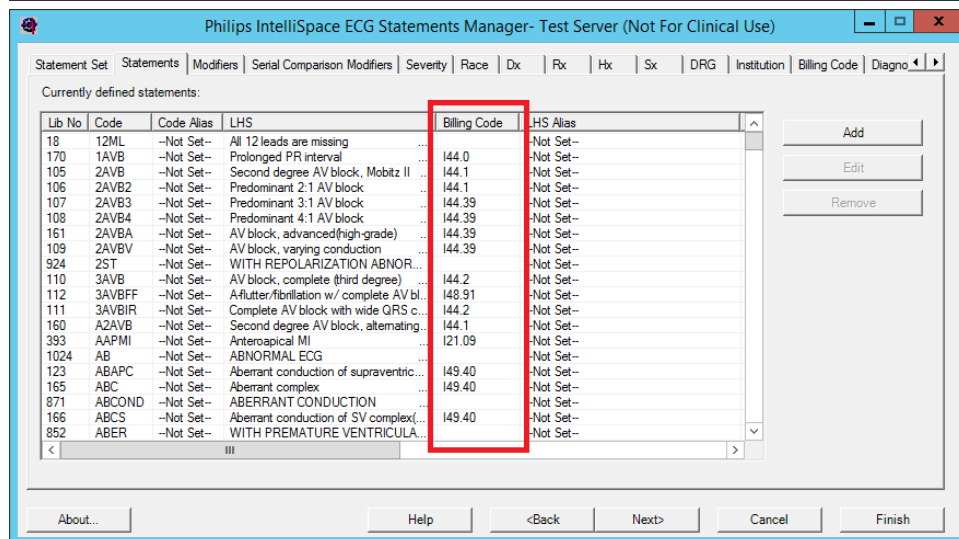 Philips IntelliSpace ECG Statements Manager- Test Server (Not For Clinical Use)
Statement Set Statements Modifiers Serial Comparison Modifiers Severity Race Dx Rx Hx Sx DRG Institution Billing Code Diagno
Currently defined statements:
Lib No Code Code Alias LHS Billing Code LHS Alias
18 12ML --Not Set-- All 12 leads are missing ... -Not Set--
170 1AVB --Not Set-- Prolonged PR interval ... I44.0 -Not Set--
105 2AVB --Not Set-- Second degree AV block, Mobitz II .. I44.1 -Not Set--
106 2AVB2 --Not Set-- Predominant 2:1 AV block .. I44.1 -Not Set--
107 2AVB3 --Not Set-- Predominant 3:1 AV block .. I44.39 -Not Set--
108 2AVB4 --Not Set-- Predominant 4:1 AV block .. I44.39 -Not Set--
161 2AVBA --Not Set-- AV block, advanced(high-grade) .. I44.39 -Not Set--
109 2AVBV --Not Set-- AV block, varying conduction .. I44.39 -Not Set--
924 2ST --Not Set-- WITH REPOLARIZATION ABNOR... -Not Set--
110 3AVB --Not Set-- AV block, complete (third degree) .. I44.2 -Not Set--
112 3AVBFF --Not Set-- A-flutter/fibrillation w/ complete AV bl.. I48.91 -Not Set--
111 3AVBIR --Not Set-- Complete AV block with wide QRS c... I44.2 -Not Set--
160 A2AVB --Not Set-- Second degree AV block, alternating.. I44.1 -Not Set--
393 AAPMI --Not Set-- Anteroapical MI ... I21.09 -Not Set--
1024 AB --Not Set-- ABNORMAL ECG ... -Not Set--
123 ABAPC --Not Set-- Aberrant conduction of supraventric... I49.40 -Not Set--
165 ABC --Not Set-- Aberrant complex ... I49.40 -Not Set--
871 ABCOND --Not Set-- ABERRANT CONDUCTION .. -Not Set--
166 ABCS --Not Set-- Aberrant conduction of SV complex(.. I49.40 -Not Set--
852 ABER --Not Set-- WITH PREMATURE VENTRICULA... -Not Set--
Add
Edit
Remove
About... Help <Back Next> Cancel Finish